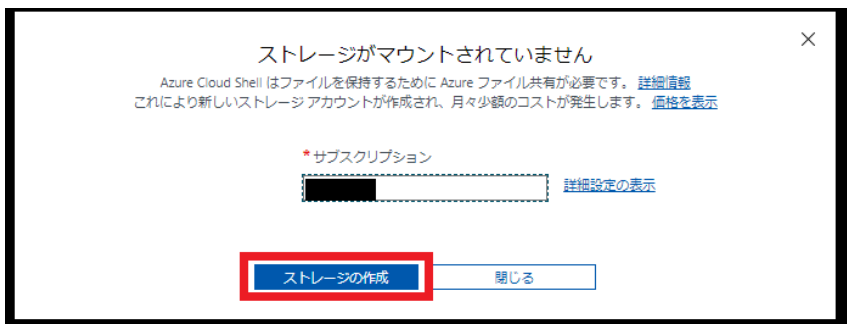 ストレージがマウントされていません
Azure Cloud Shell はファイルを保持するために Azure ファイル共有が必要です。 詳細情報
これにより新しいストレージ アカウントが作成され、月々少額のコストが発生します。 価格を表示
*サブスクリプション
詳細設定の表示
ストレージの作成 閉じる